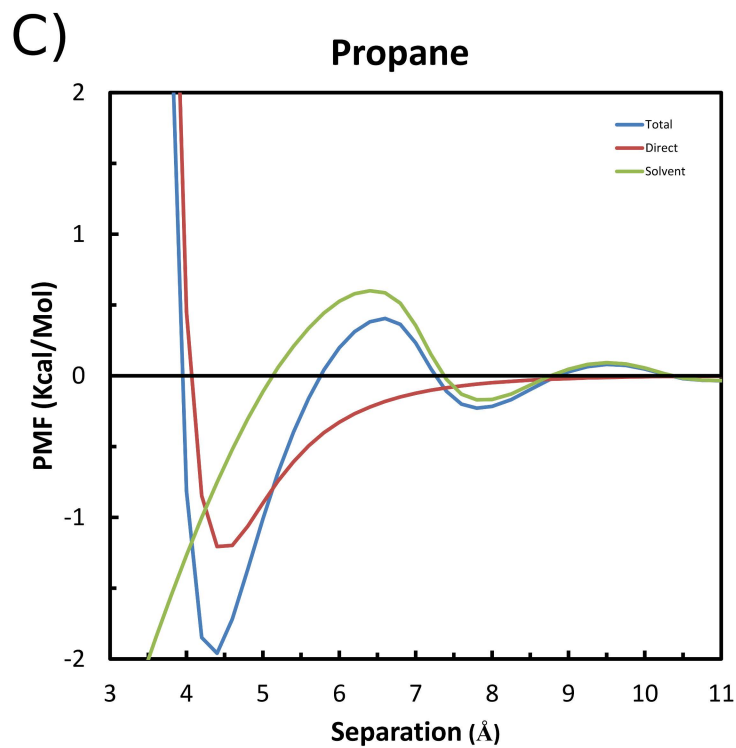 C)
Propane
2
1
0
-1
-2
PMF (Kcal/Mol)
Total
Direct
Solvent
3 4 5 6 7 8 9 10 11
Separation (Å)